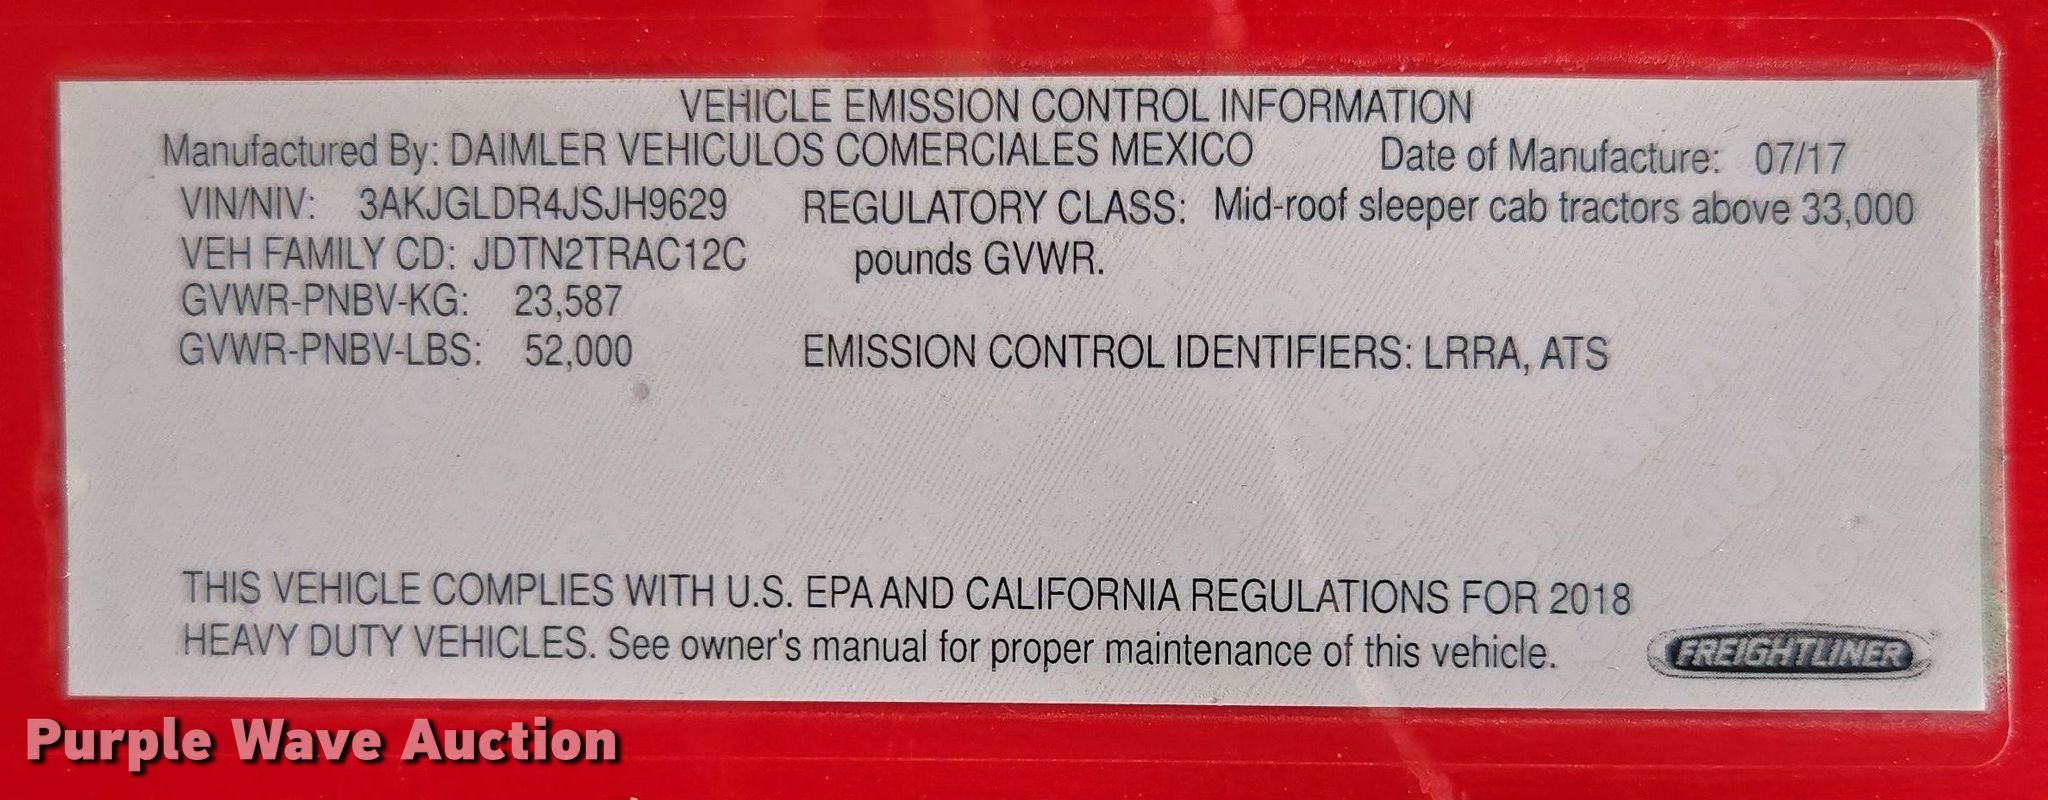 VEHICLE EMISSION CONTROL INFORMATION
Manufactured By: DAIMLER VEHICULOS COMERCIALES MEXICO Date of Manufacture: 07/17
VIN/NIV: 3AKJGLDR4JSJH9629 REGULATORY CLASS: Mid-roof sleeper cab tractors above 33,000
VEH FAMILY CD: JDTN2TRAC12C pounds GVWR.
GVWR-PNBV-KG: 23,587
GVWR-PNBV-LBS: 52,000 EMISSION CONTROL IDENTIFIERS: LRRA, ATS
THIS VEHICLE COMPLIES WITH U.S. EPA AND CALIFORNIA REGULATIONS FOR 2018
HEAVY DUTY VEHICLES. See owner's manual for proper maintenance of this vehicle.
FREIGHTLINER
Purple Wave Auction